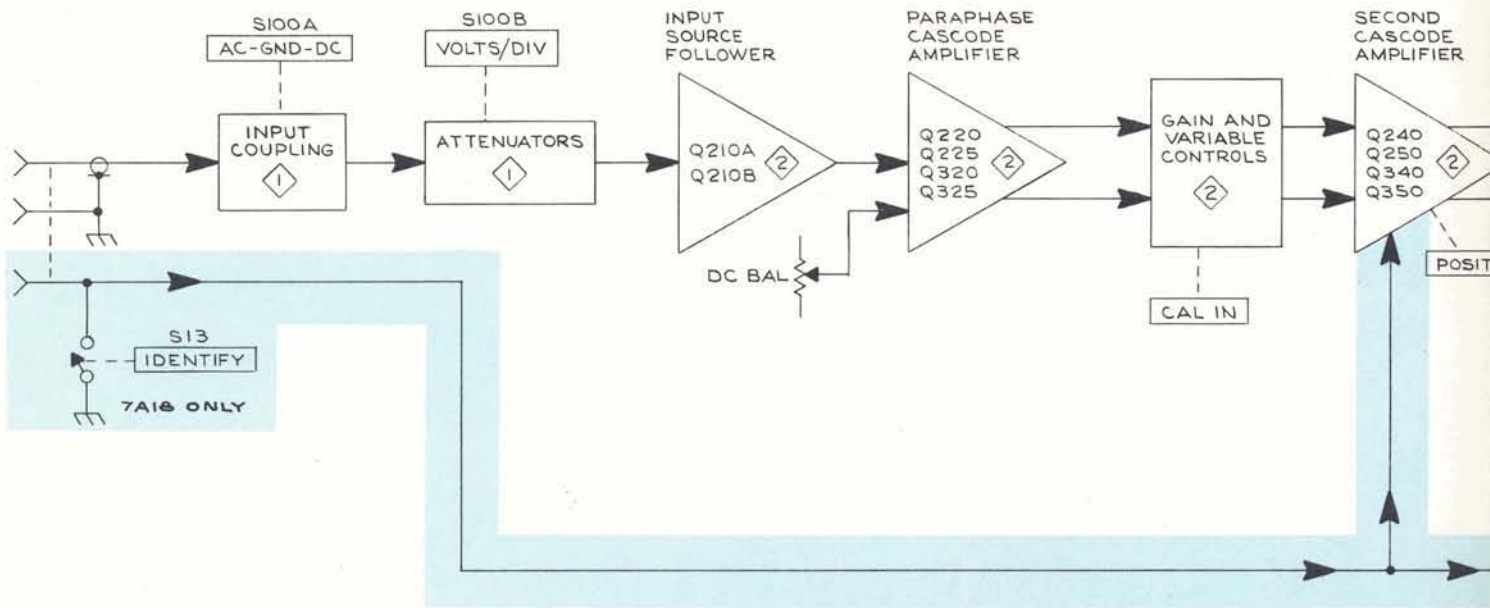 S100A
AC-GND-DC
INPUT
COUPLING
1
S100B
VOLTS/DIV
ATTENUATORS
1
INPUT
SOURCE
FOLLOWER
Q210A
Q210B
2
PARAPHASE
CASCODE
AMPLIFIER
Q220
Q225
Q320
Q325
2
DC BAL
GAIN AND
VARIABLE
CONTROLS
2
CAL IN
SECOND
CASCODE
AMPLIFIER
Q240
Q250
Q340
Q350
2
POSIT
S13
IDENTIFY
7A18 ONLY